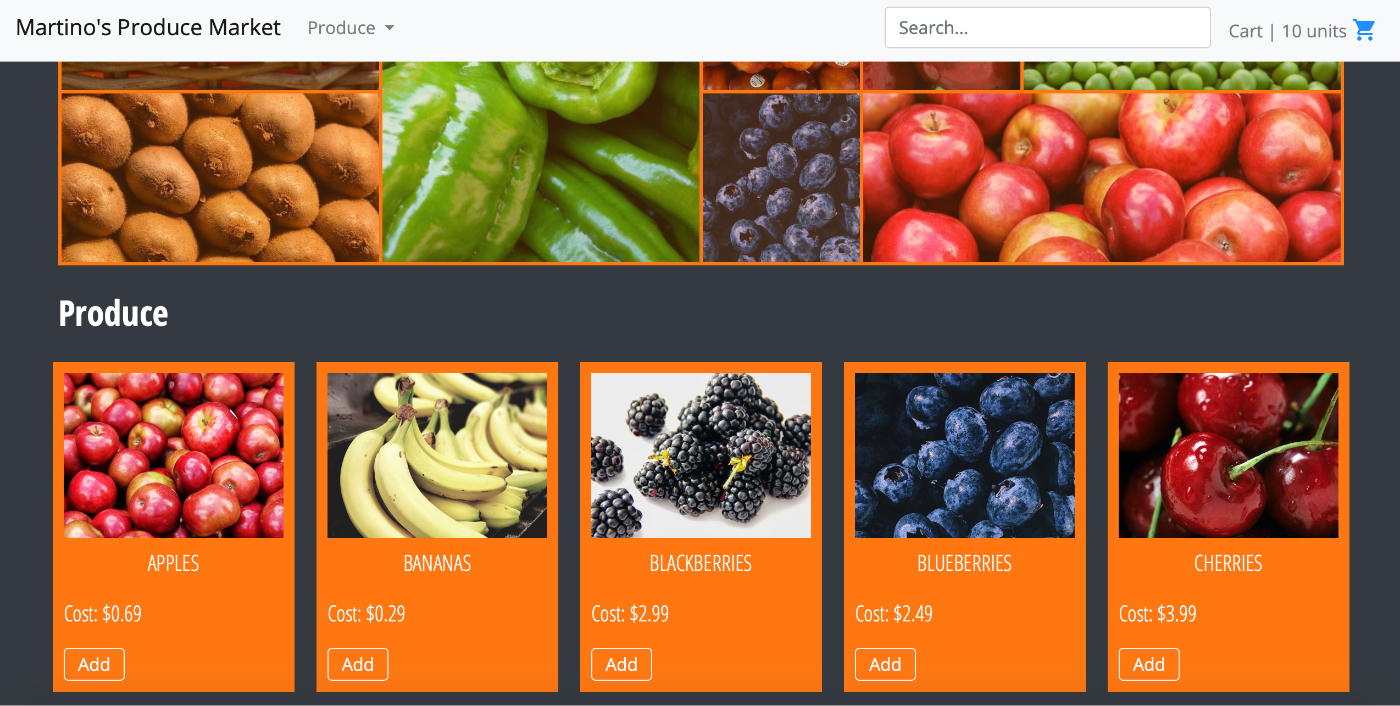 Martino's Produce Market Produce Search... Cart | 10 units
Produce
APPLES BANANAS BLACKBERRIES BLUEBERRIES CHERRIES
Cost: $0.69 Cost: $0.29 Cost: $2.99 Cost: $2.49 Cost: $3.99
Add Add Add Add Add